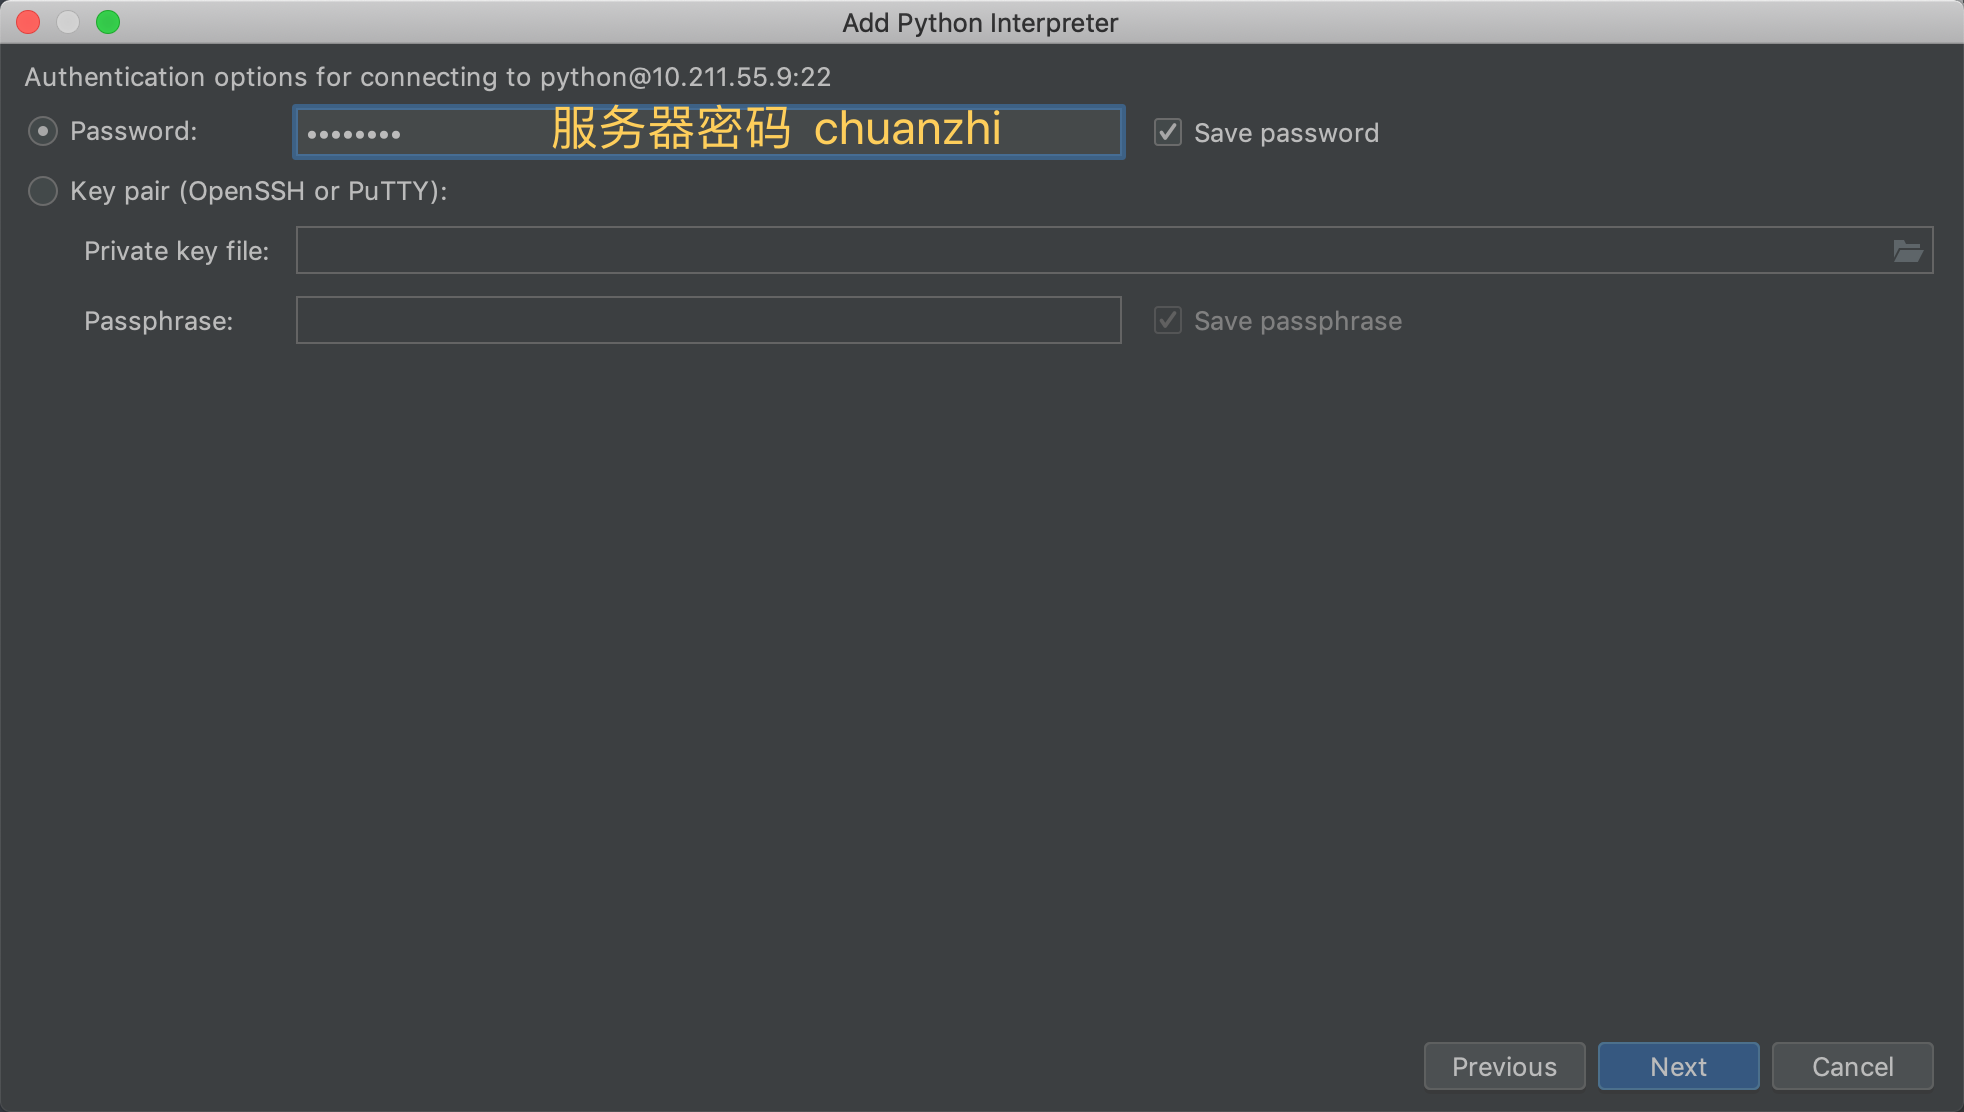 Add Python Interpreter
Authentication options for connecting to python@10.211.55.9:22
Password: •••••••• 服务器密码 chuanzhi Save password
Key pair (OpenSSH or PuTTY):
Private key file:
Passphrase: Save passphrase
Previous Next Cancel